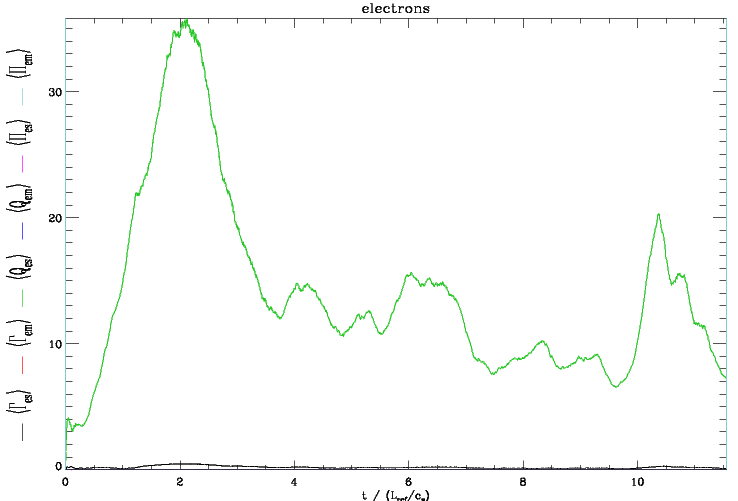 electrons
30
20
10
0
0 2 4 6 8 10
t / (L_ref/c_s)
⟨Γ_es⟩ ⟨Γ_em⟩ ⟨Q_es⟩ ⟨Q_em⟩ ⟨Π_es⟩ ⟨Π_em⟩